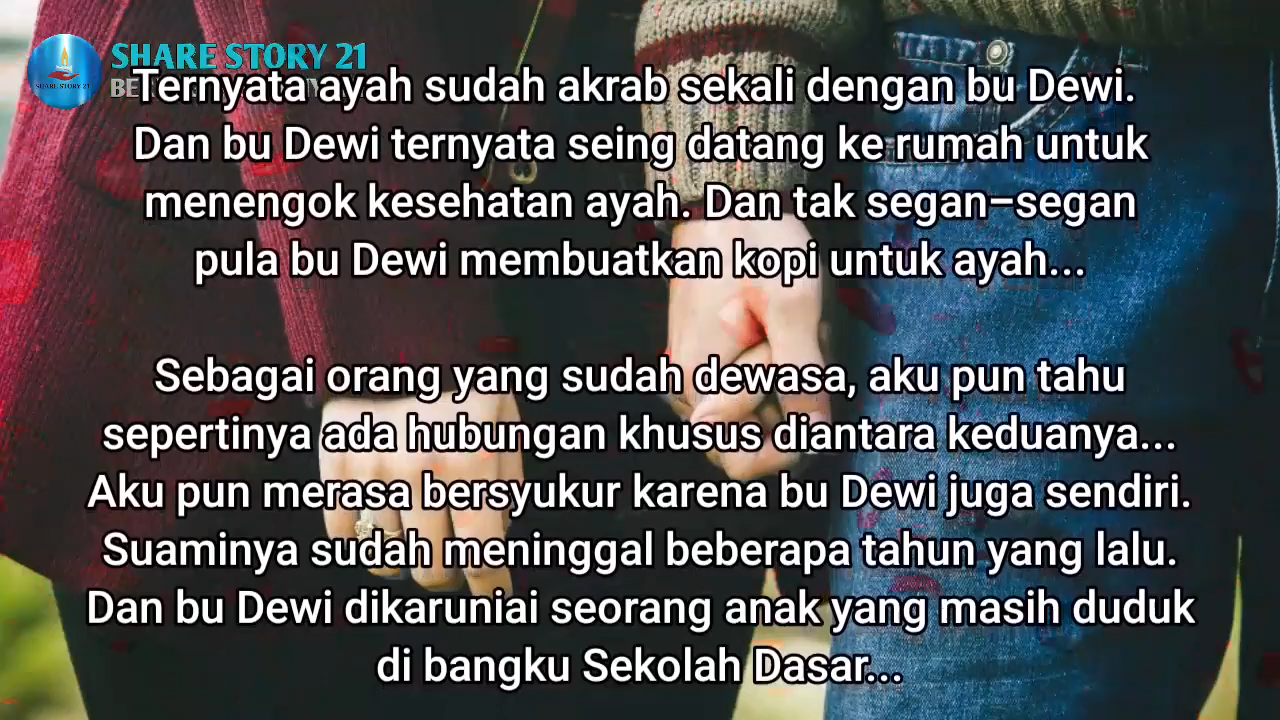 SHARE STORY 21
SHARE STORY 21
Ternyata ayah sudah akrab sekali dengan bu Dewi.
Dan bu Dewi ternyata seing datang ke rumah untuk
menengok kesehatan ayah. Dan tak segan–segan
pula bu Dewi membuatkan kopi untuk ayah...
Sebagai orang yang sudah dewasa, aku pun tahu
sepertinya ada hubungan khusus diantara keduanya...
Aku pun merasa bersyukur karena bu Dewi juga sendiri.
Suaminya sudah meninggal beberapa tahun yang lalu.
Dan bu Dewi dikaruniai seorang anak yang masih duduk
di bangku Sekolah Dasar...